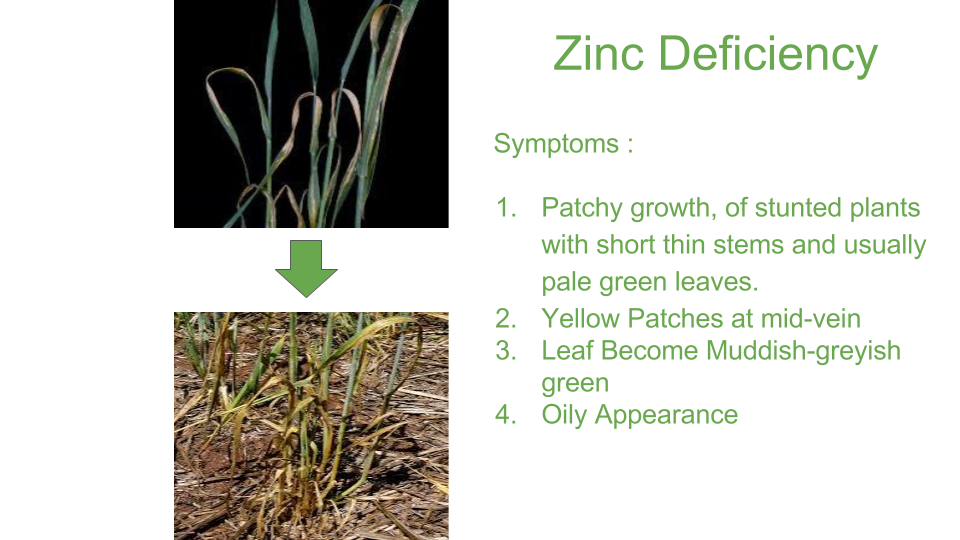 Zinc Deficiency
Symptoms :
1. Patchy growth, of stunted plants
with short thin stems and usually
pale green leaves.
2. Yellow Patches at mid-vein
3. Leaf Become Muddish-greyish
green
4. Oily Appearance